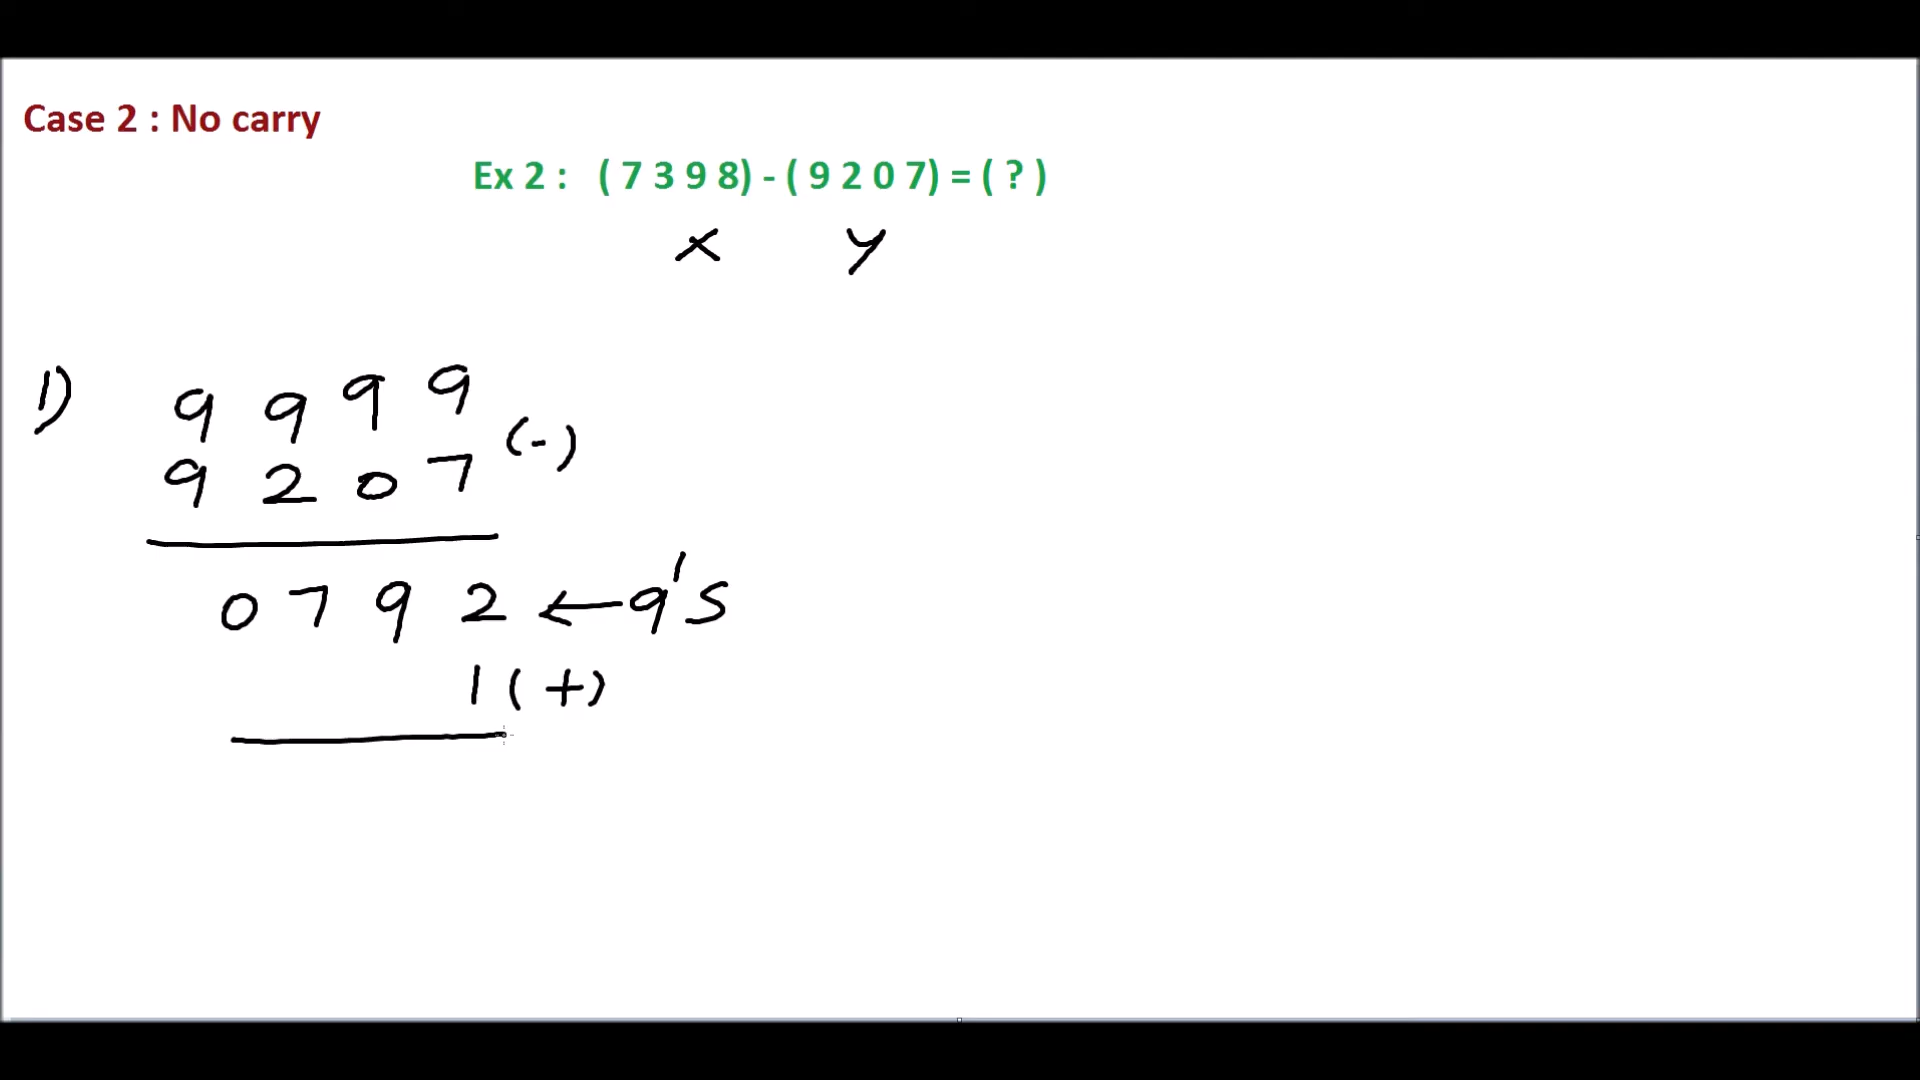 Case 2 : No carry
Ex 2 : ( 7 3 9 8) - ( 9 2 0 7) = ( ? )
x y
1) 9 9 9 9
9 2 0 7 (-)
0 7 9 2 ← 9's
1 (+)